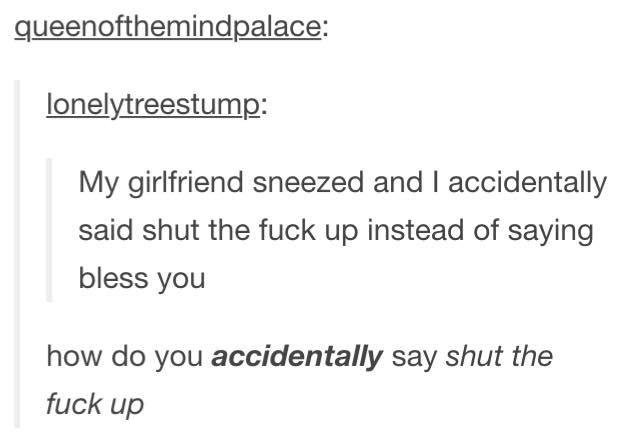 queenofthemindpalace:
lonelytreestump:
My girlfriend sneezed and I accidentally
said shut the fuck up instead of saying
bless you
how do you accidentally say shut the
fuck up